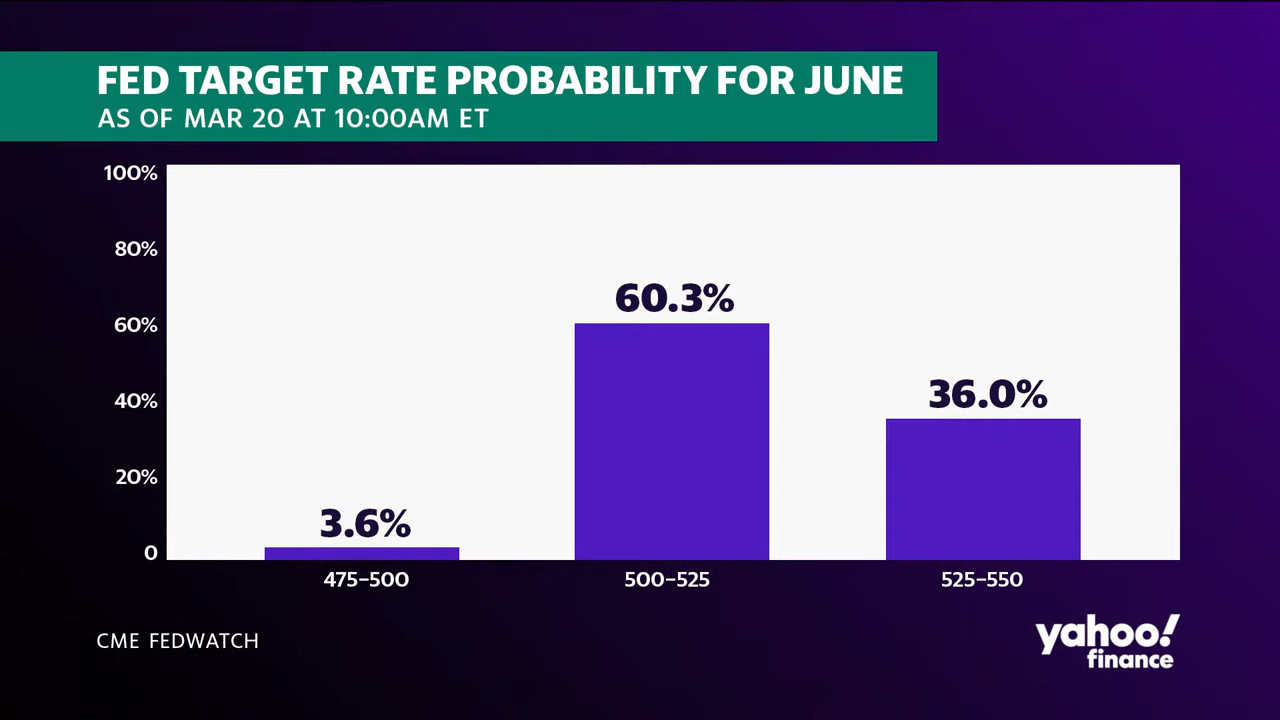 FED TARGET RATE PROBABILITY FOR JUNE
AS OF MAR 20 AT 10:00AM ET
100%
80%
60%
40%
20%
0
3.6%
60.3%
36.0%
475–500
500–525
525–550
CME FEDWATCH
yahoo!
finance